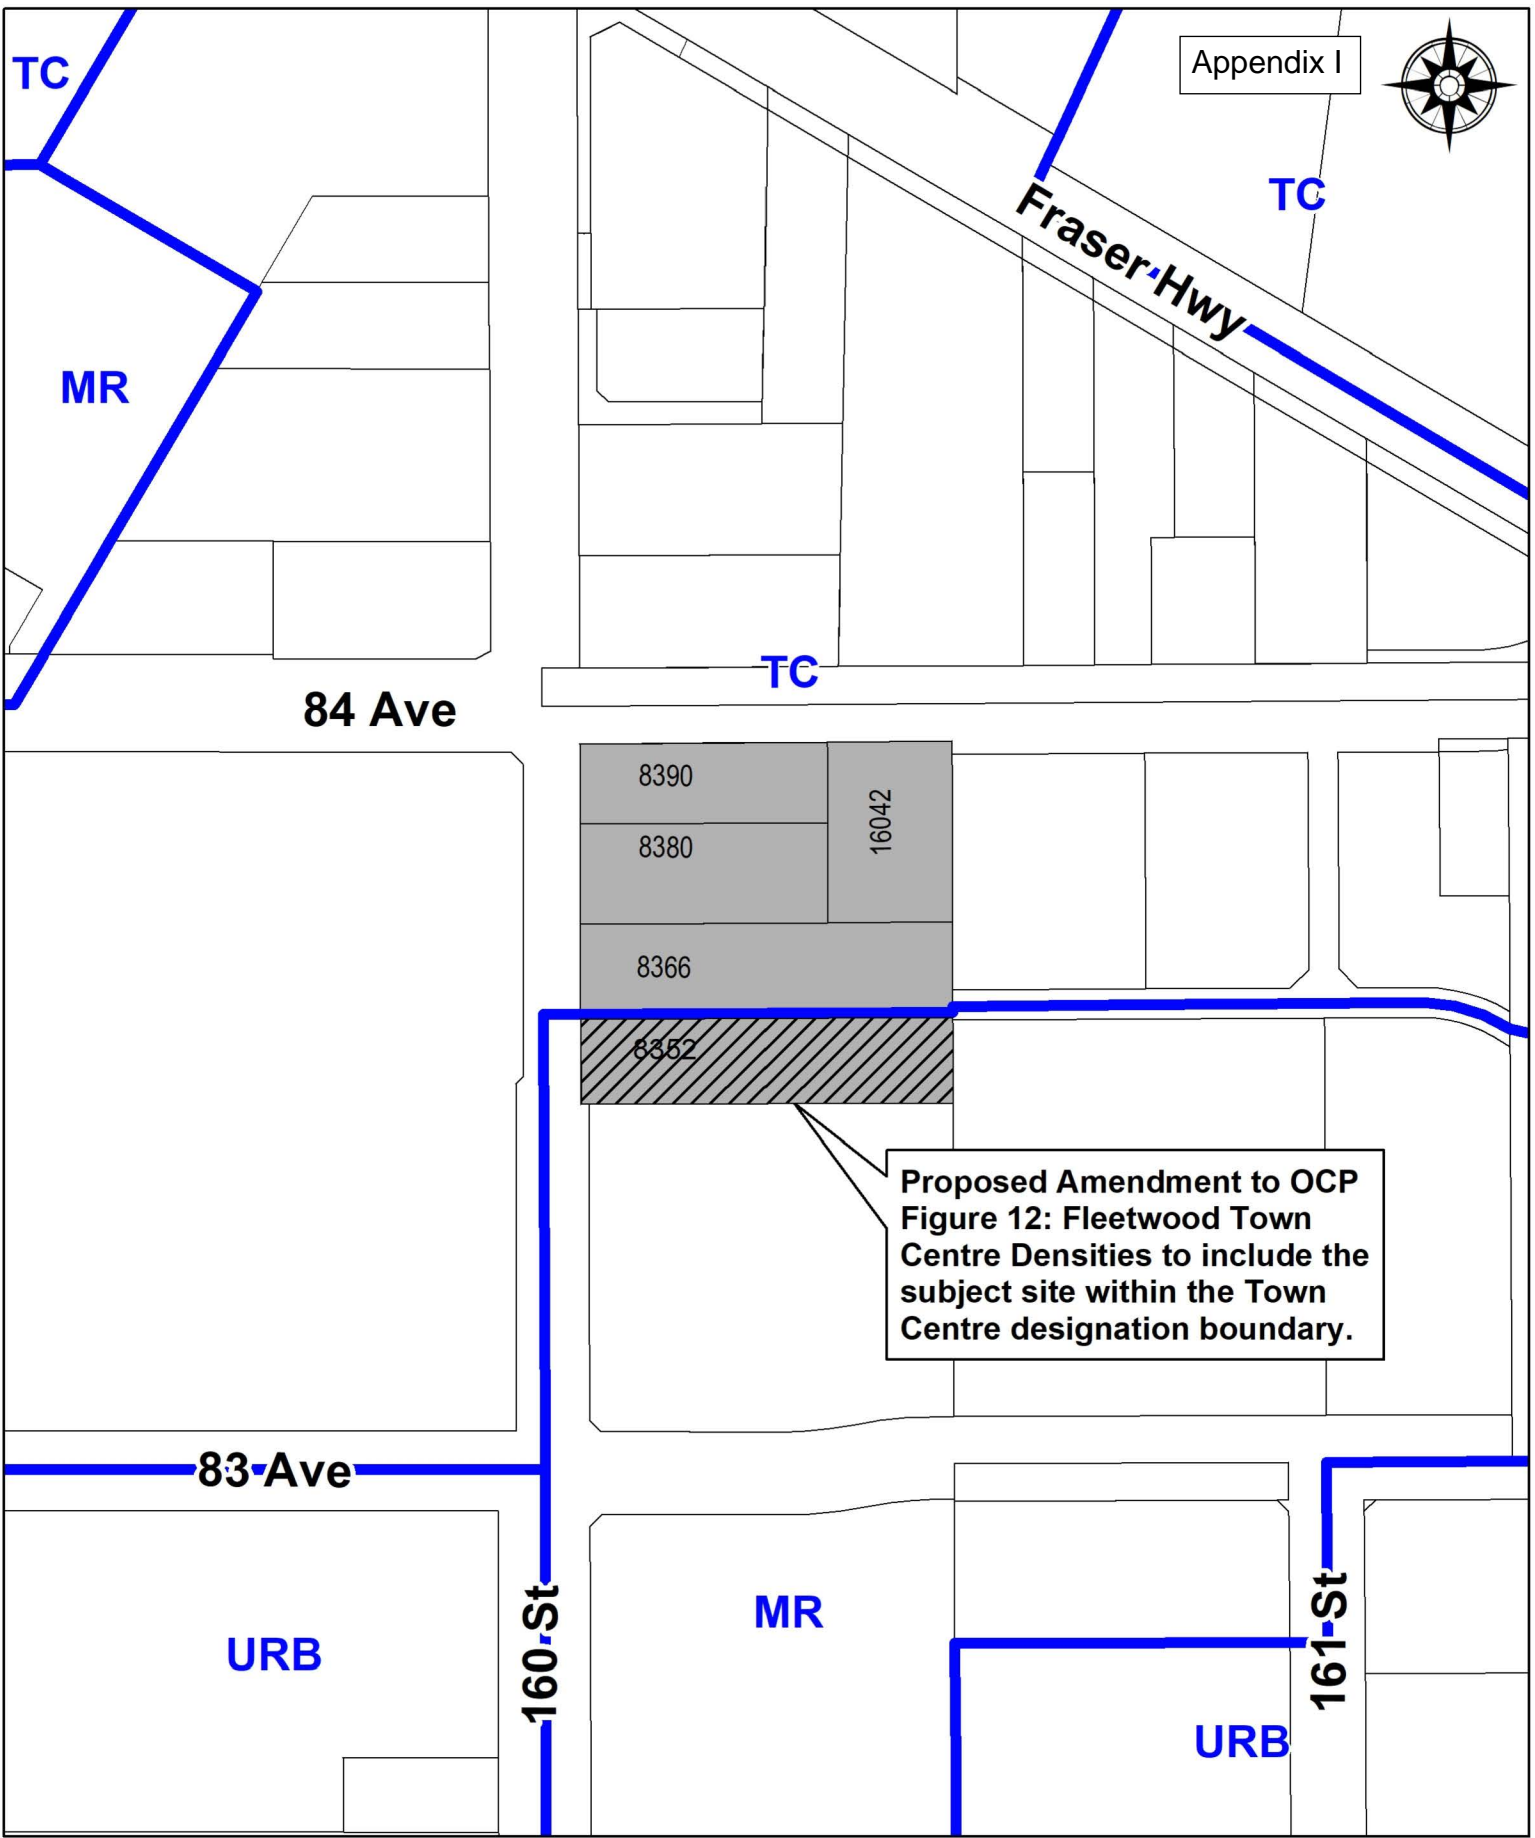 TC
Appendix I
TC
Fraser Hwy
MR
TC
84 Ave
8390
16042
8380
8366
8352
Proposed Amendment to OCP
Figure 12: Fleetwood Town
Centre Densities to include the
subject site within the Town
Centre designation boundary.
83 Ave
160 St
161 St
MR
URB
URB